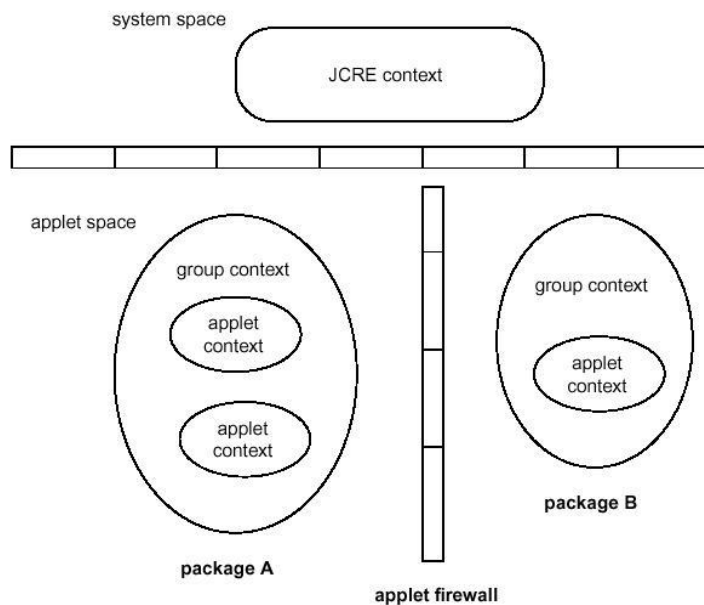 system space
JCRE context
applet space
group context
applet
context
applet
context
package A
group context
applet
context
package B
applet firewall